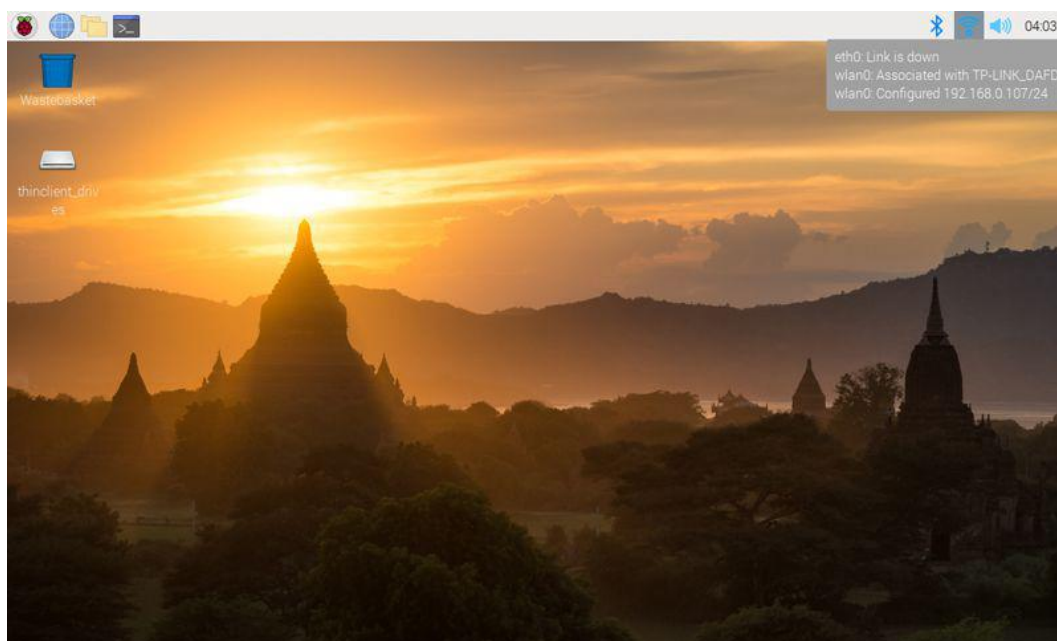 04:03
eth0: Link is down
wlan0: Associated with TP-LINK_DAFD
wlan0: Configured 192.168.0.107/24
Wastebasket
thinclient_driv
es
>_